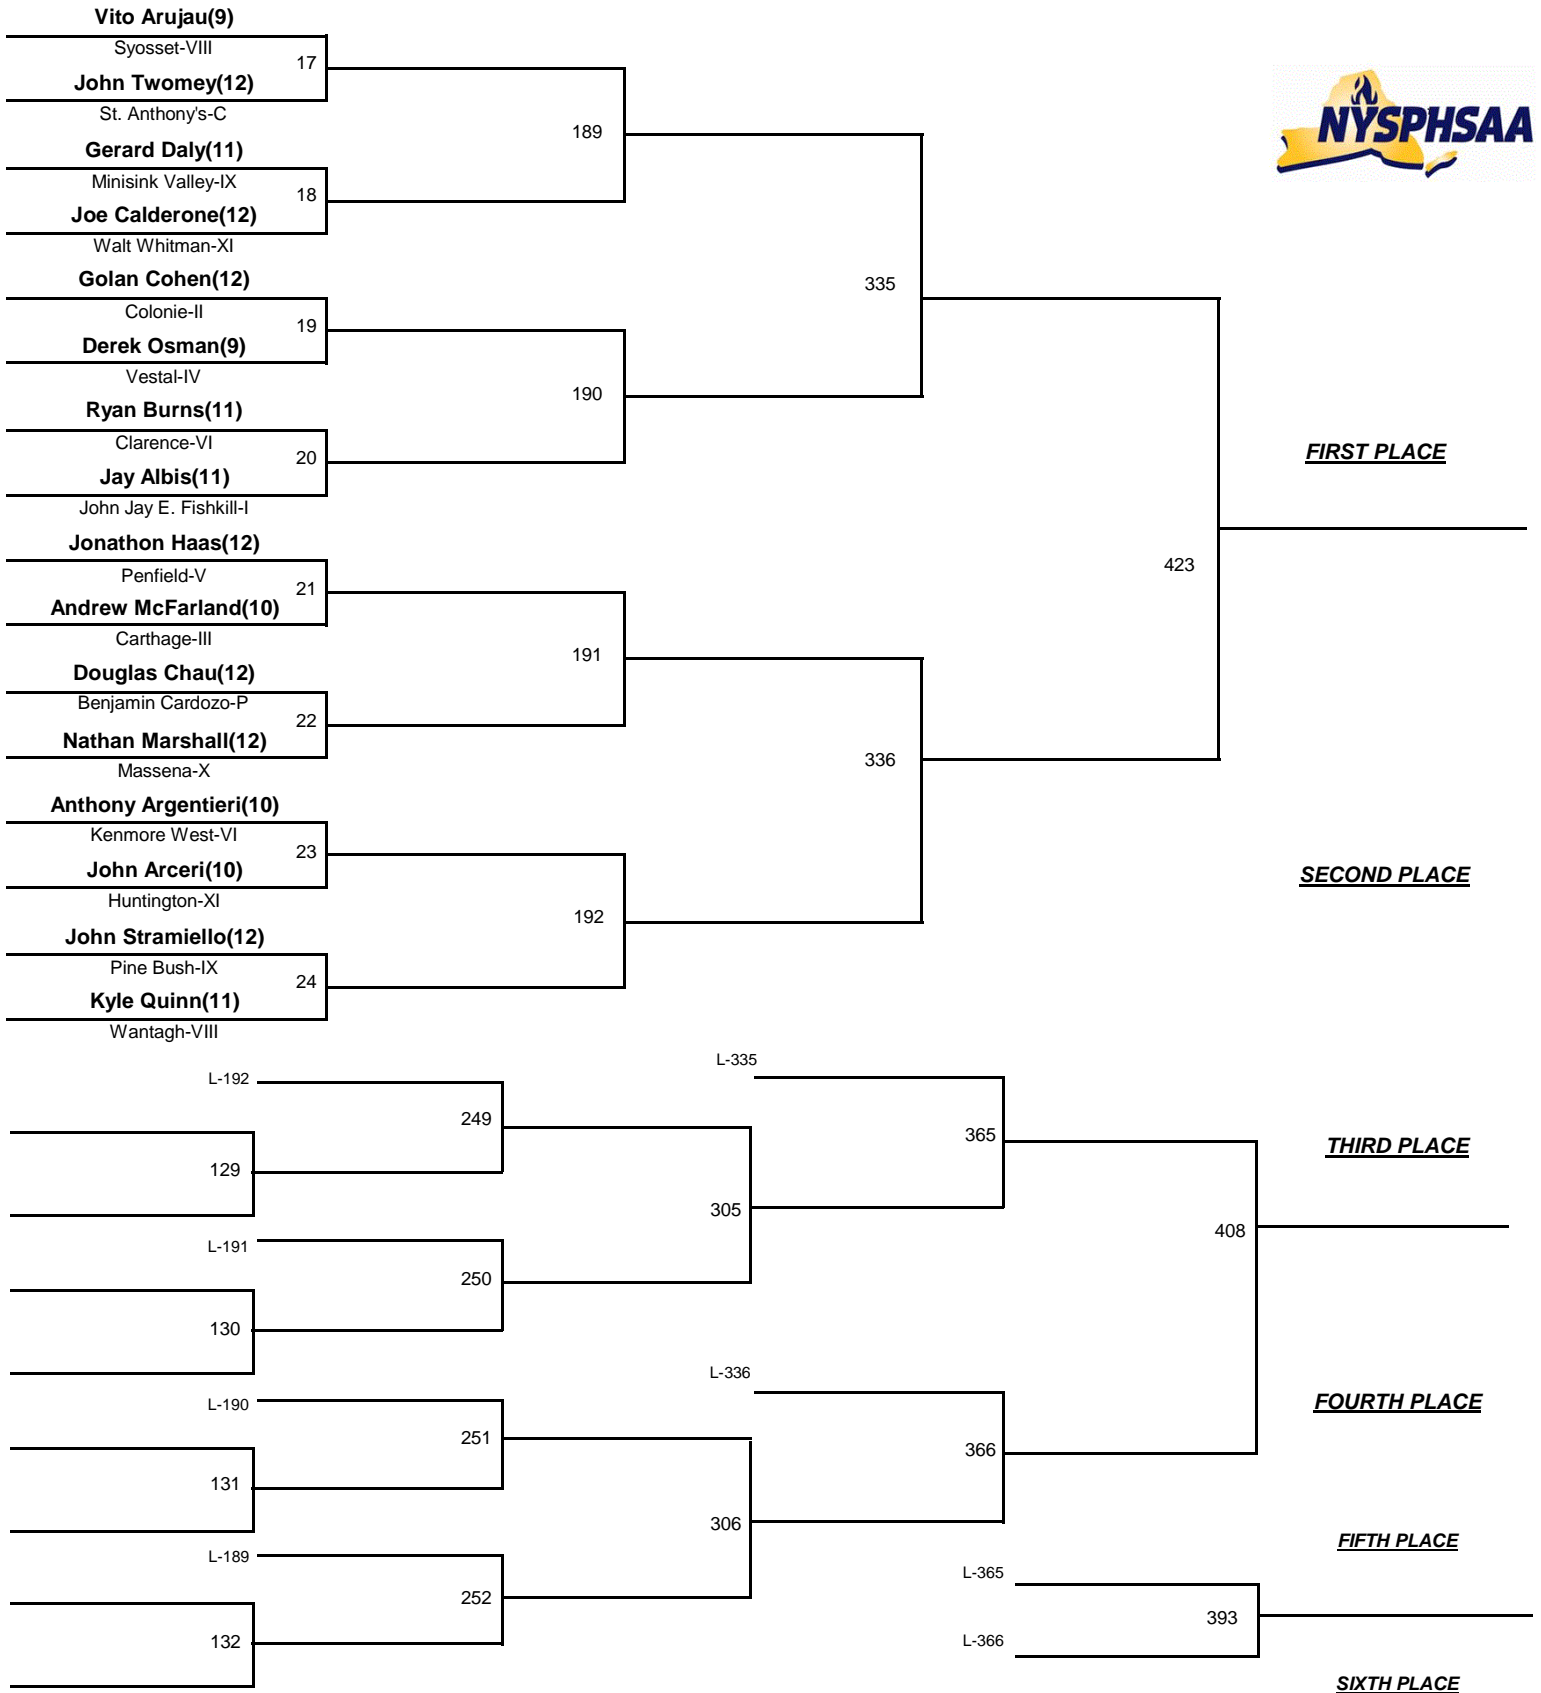 Vito Arujau(9)
Syosset-VIII
17
John Twomey(12)
St. Anthony's-C
189
NYSPHSAA
Gerard Daly(11)
Minisink Valley-IX
18
Joe Calderone(12)
Walt Whitman-XI
Golan Cohen(12)
335
Colonie-II
19
Derek Osman(9)
Vestal-IV
190
Ryan Burns(11)
Clarence-VI
20
FIRST PLACE
Jay Albis(11)
John Jay E. Fishkill-I
Jonathon Haas(12)
423
Penfield-V
21
Andrew McFarland(10)
Carthage-III
191
Douglas Chau(12)
Benjamin Cardozo-P
22
Nathan Marshall(12)
336
Massena-X
Anthony Argentieri(10)
Kenmore West-VI
23
John Arceri(10)
SECOND PLACE
Huntington-XI
192
John Stramiello(12)
Pine Bush-IX
24
Kyle Quinn(11)
Wantagh-VIII
L-335
L-192
249
365
THIRD PLACE
129
305
408
L-191
250
130
L-336
L-190
FOURTH PLACE
251
366
131
306
FIFTH PLACE
L-189
L-365
252
393
132
L-366
SIXTH PLACE